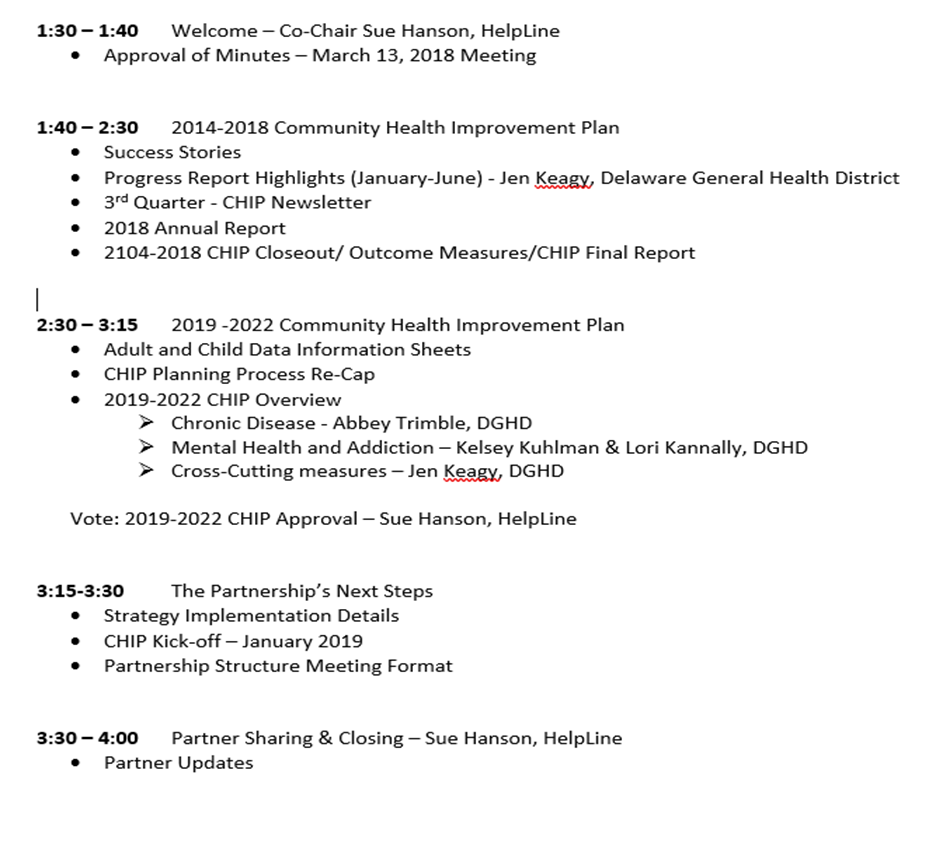 1:30 – 1:40 Welcome – Co-Chair Sue Hanson, HelpLine
• Approval of Minutes – March 13, 2018 Meeting
1:40 – 2:30 2014-2018 Community Health Improvement Plan
• Success Stories
• Progress Report Highlights (January-June) - Jen Keagy, Delaware General Health District
• 3rd Quarter - CHIP Newsletter
• 2018 Annual Report
• 2104-2018 CHIP Closeout/ Outcome Measures/CHIP Final Report
2:30 – 3:15 2019 -2022 Community Health Improvement Plan
• Adult and Child Data Information Sheets
• CHIP Planning Process Re-Cap
• 2019-2022 CHIP Overview
➢ Chronic Disease - Abbey Trimble, DGHD
➢ Mental Health and Addiction – Kelsey Kuhlman & Lori Kannally, DGHD
➢ Cross-Cutting measures – Jen Keagy, DGHD
Vote: 2019-2022 CHIP Approval – Sue Hanson, HelpLine
3:15-3:30 The Partnership’s Next Steps
• Strategy Implementation Details
• CHIP Kick-off – January 2019
• Partnership Structure Meeting Format
3:30 – 4:00 Partner Sharing & Closing – Sue Hanson, HelpLine
• Partner Updates